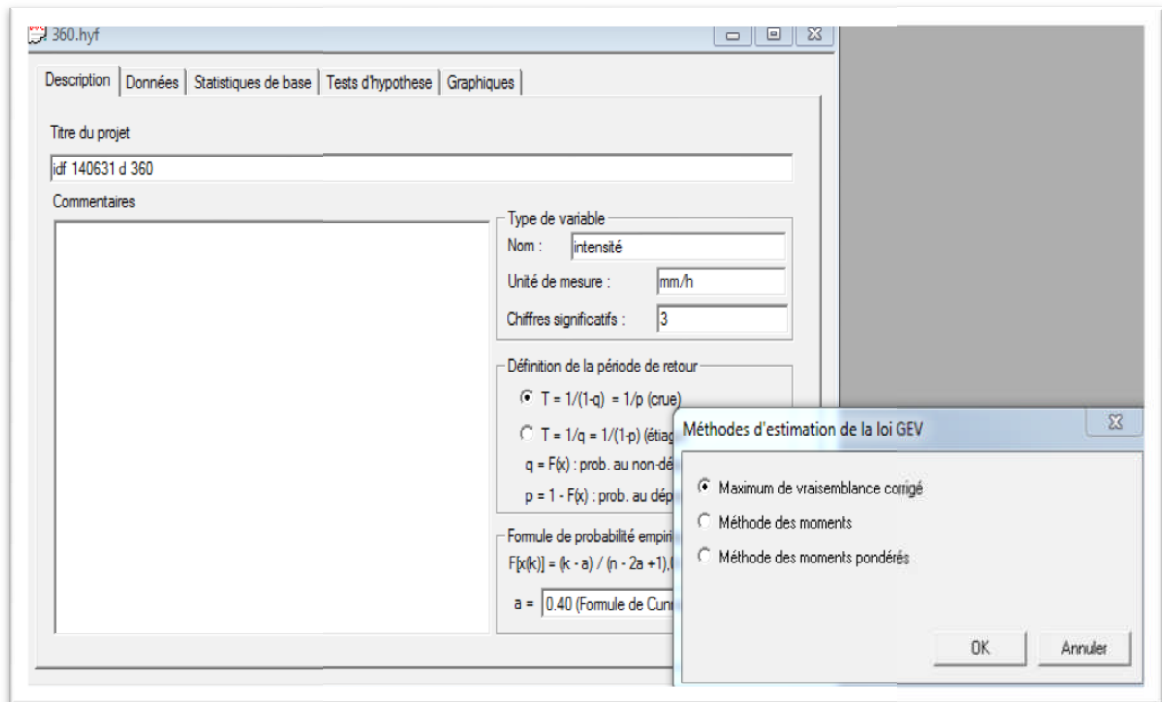 360.hyf
Description Données Statistiques de base Tests d'hypothese Graphiques
Titre du projet
idf 140631 d 360
Commentaires
Type de variable
Nom : intensité
Unité de mesure : mm/h
Chiffres significatifs : 3
Définition de la période de retour
T = 1/(1-q) = 1/p (crue)
T = 1/q = 1/(1-p) (étiag
q = F(x) : prob. au non-dé
p = 1 - F(x) : prob. au dép
Formule de probabilité empiri
F[x(k)] = (k - a) / (n - 2a +1),
a = 0.40 (Formule de Cun
Méthodes d'estimation de la loi GEV
Maximum de vraisemblance corrigé
Méthode des moments
Méthode des moments pondérés
OK Annuler